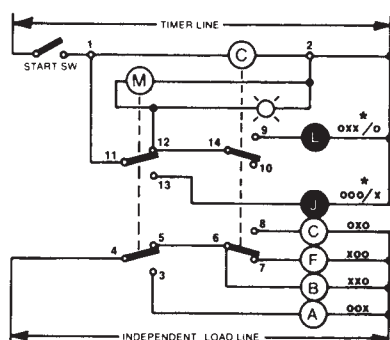 TIMER LINE
1 C 2
START SW
M
12 14 9 L oxx/o *
11 10
13 J ooo/x *
8 C oxo
4 5 6 7 F xoo
3 B xxo
A oox
INDEPENDENT LOAD LINE